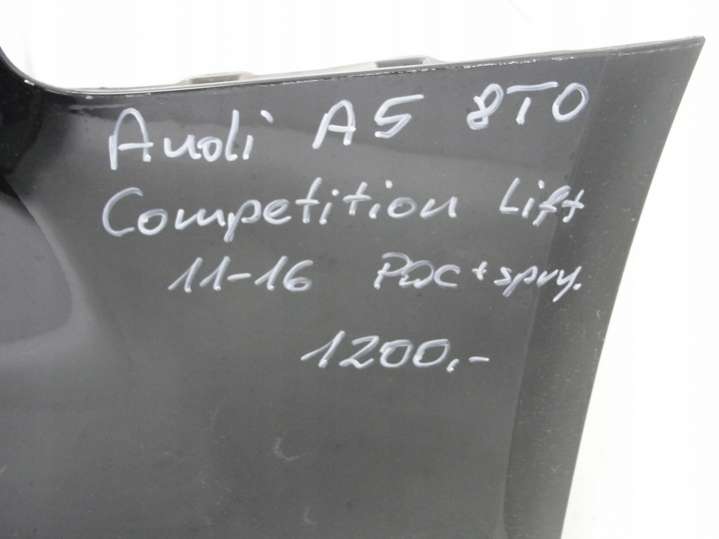 Audi A5 8T0
Competition Lift
11-16 PDC + spry.
1200,-